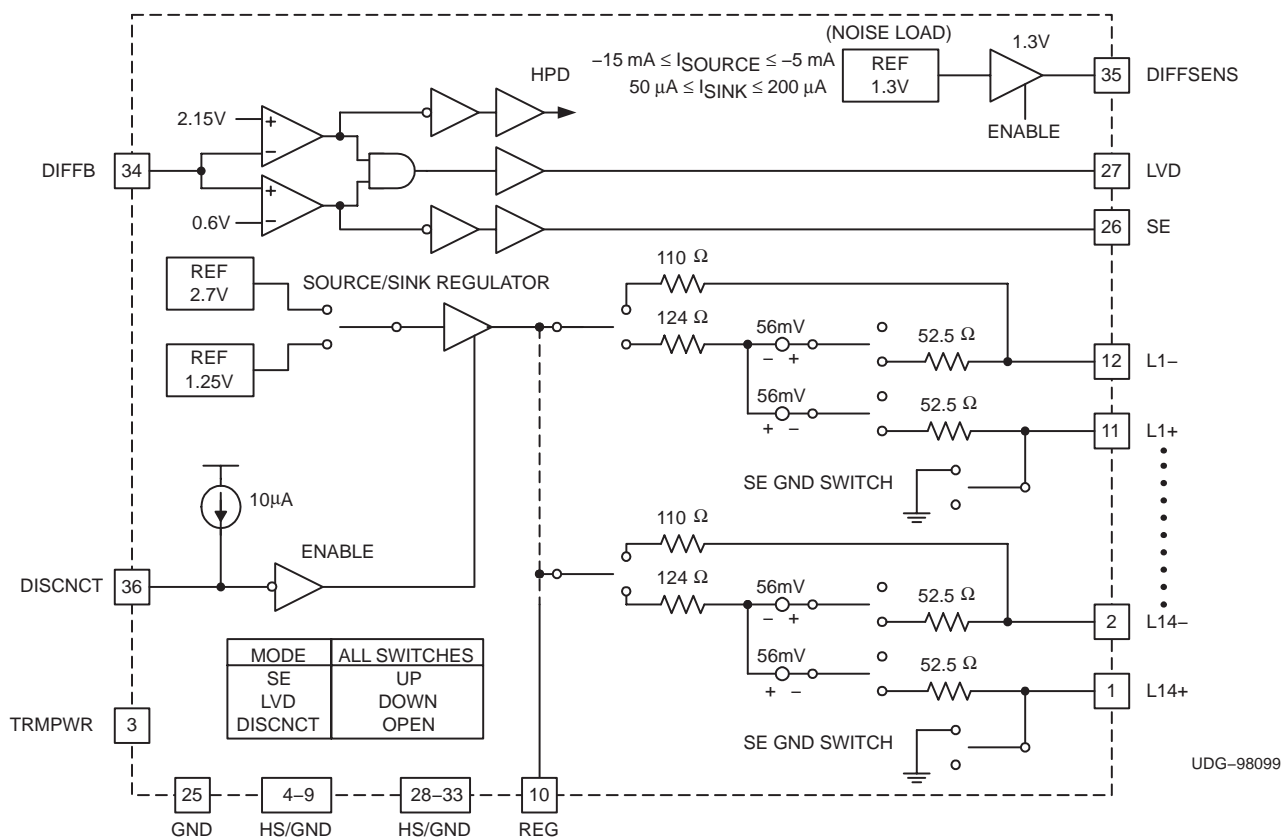 (NOISE LOAD)
–15 mA ≤ ISOURCE ≤ –5 mA
50 µA ≤ ISINK ≤ 200 µA
REF
1.3V
1.3V
35
DIFFSENS
ENABLE
HPD
2.15V
+
–
DIFFB
34
+
–
0.6V
27
LVD
26
SE
REF
2.7V
SOURCE/SINK REGULATOR
REF
1.25V
110 Ω
124 Ω
56mV
– +
52.5 Ω
12
L1–
56mV
+ –
52.5 Ω
11
L1+
SE GND SWITCH
10µA
ENABLE
DISCNCT
36
110 Ω
124 Ω
56mV
– +
52.5 Ω
2
L14–
56mV
+ –
52.5 Ω
1
L14+
SE GND SWITCH
MODE ALL SWITCHES
SE UP
LVD DOWN
DISCNCT OPEN
TRMPWR
3
UDG–98099
25
4–9
28–33
10
GND
HS/GND
HS/GND
REG